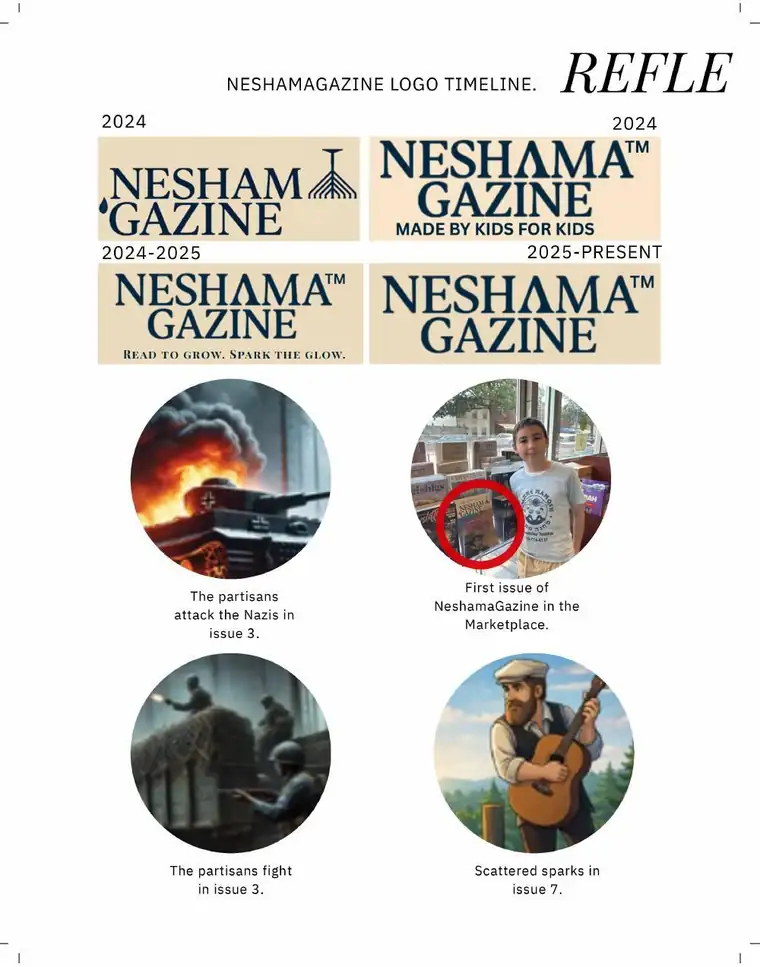 NESHAMAGAZINE LOGO TIMELINE.
REFLE
2024
2024
NESHAM
GAZINE
NESHAMA™
GAZINE
MADE BY KIDS FOR KIDS
2024-2025
2025-PRESENT
NESHAMA™
GAZINE
READ TO GROW. SPARK THE GLOW.
NESHAMA™
GAZINE
NESHAMA
GAZINE
The partisans
attack the Nazis in
issue 3.
First issue of
NeshamaGazine in the
Marketplace.
The partisans fight
in issue 3.
Scattered sparks in
issue 7.